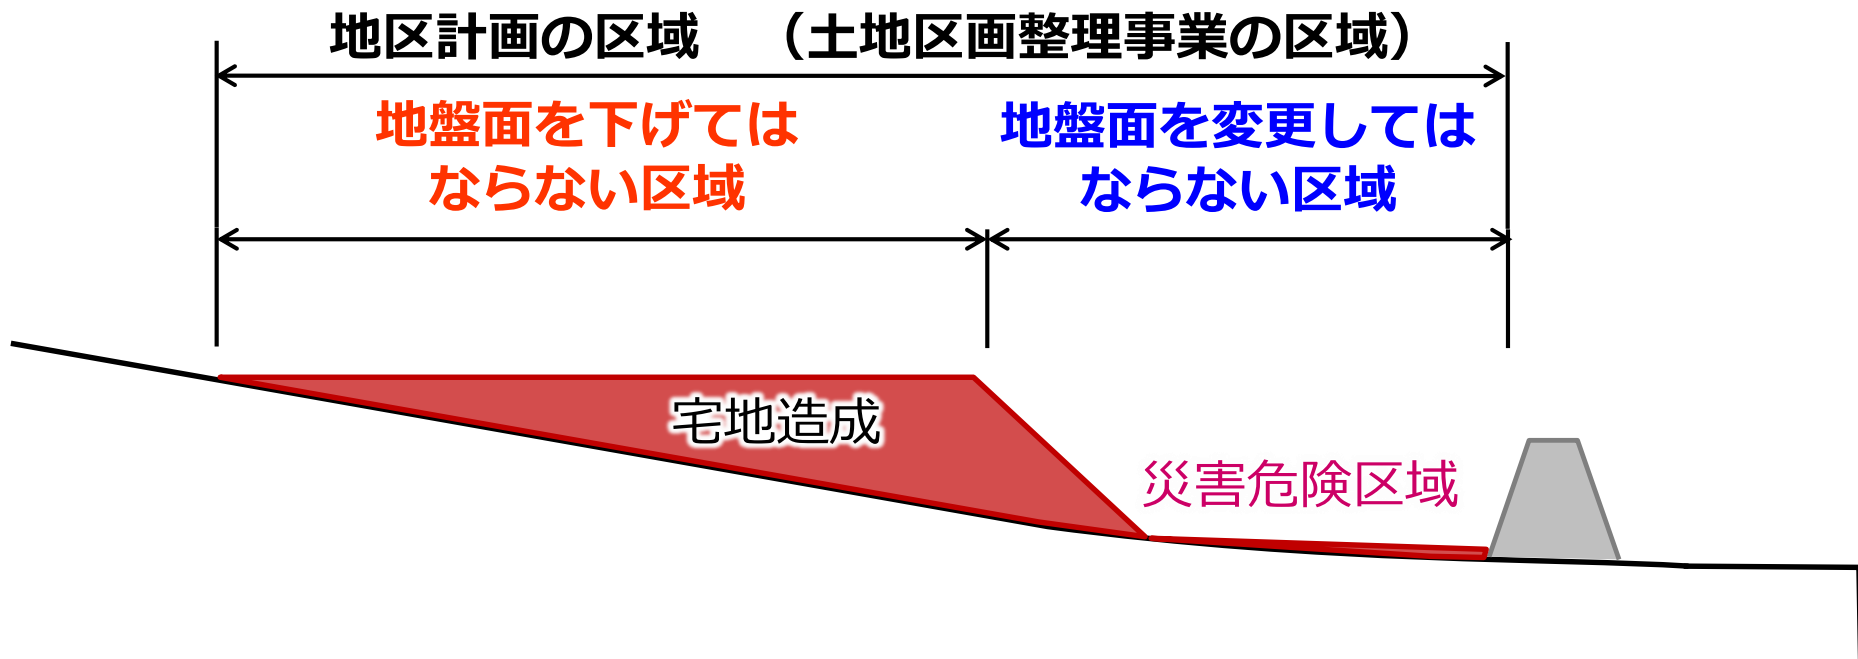 地区計画の区域　（土地区画整理事業の区域）
地盤面を下げては
ならない区域
地盤面を変更しては
ならない区域
宅地造成
災害危険区域